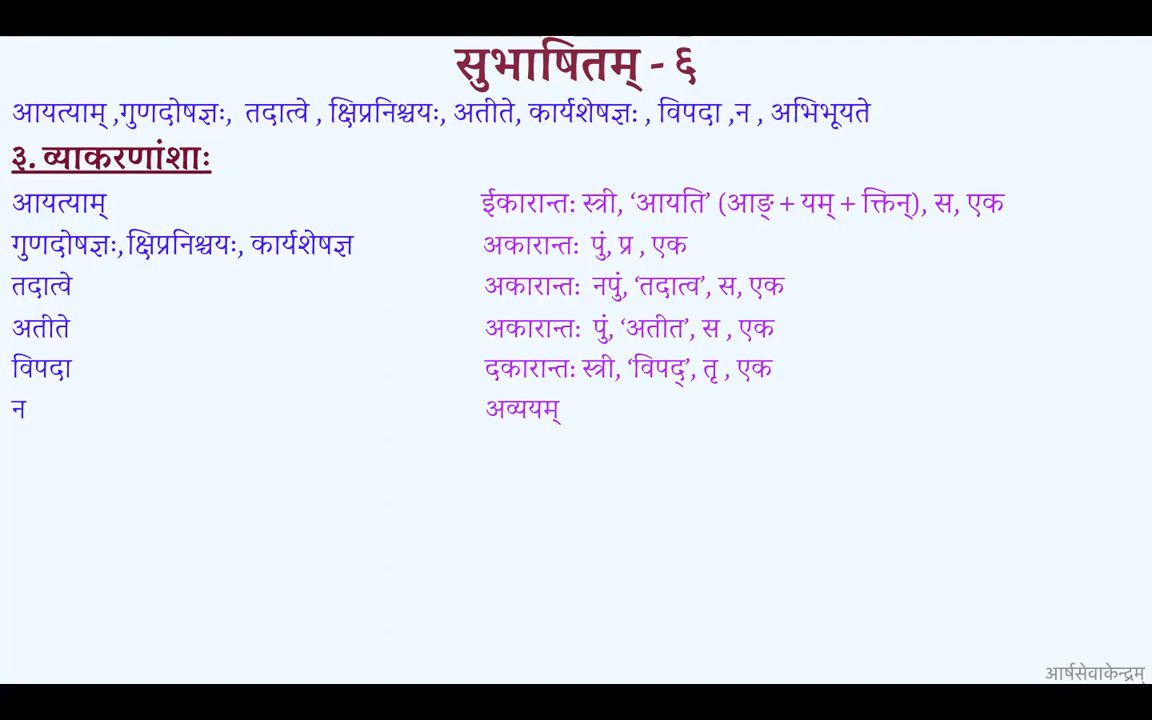 सुभाषितम् - ६
आयत्याम् ,गुणदोषज्ञः, तदात्वे , क्षिप्रनिश्चयः, अतीते, कार्यशेषज्ञः , विपदा ,न , अभिभूयते
३. व्याकरणांशाः
आयत्याम् ईकारान्तः स्त्री, ‘आयति’ (आङ् + यम् + क्तिन्), स, एक
गुणदोषज्ञः, क्षिप्रनिश्चयः, कार्यशेषज्ञ अकारान्तः पुं, प्र , एक
तदात्वे अकारान्तः नपुं, ‘तदात्व’, स, एक
अतीते अकारान्तः पुं, ‘अतीत’, स , एक
विपदा दकारान्तः स्त्री, ‘विपद्’, तृ , एक
न अव्ययम्
आर्षसेवाकेन्द्रम्